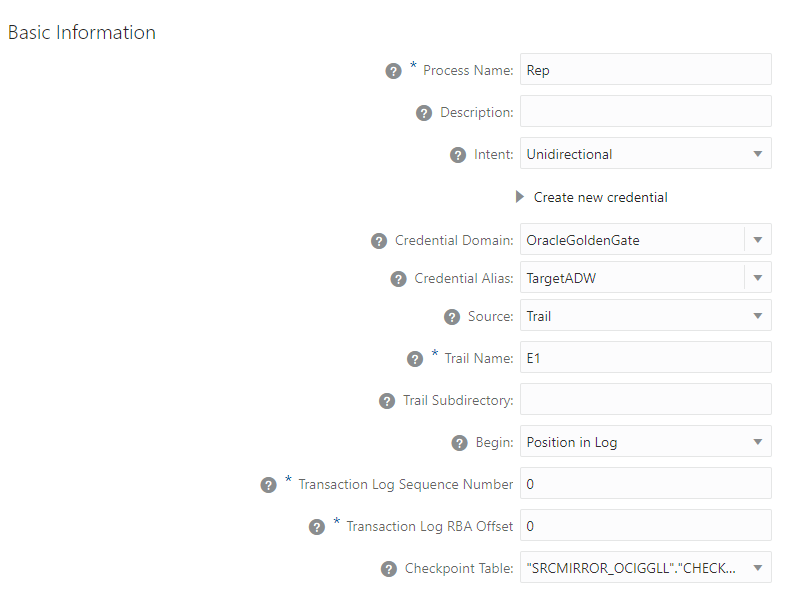 Basic Information
? * Process Name: Rep
? Description:
? Intent: Unidirectional
Create new credential
? Credential Domain: OracleGoldenGate
? Credential Alias: TargetADW
? Source: Trail
? * Trail Name: E1
? Trail Subdirectory:
? Begin: Position in Log
? * Transaction Log Sequence Number 0
? * Transaction Log RBA Offset 0
? Checkpoint Table: "SRCMIRROR_OCIGGLL"."CHECK...